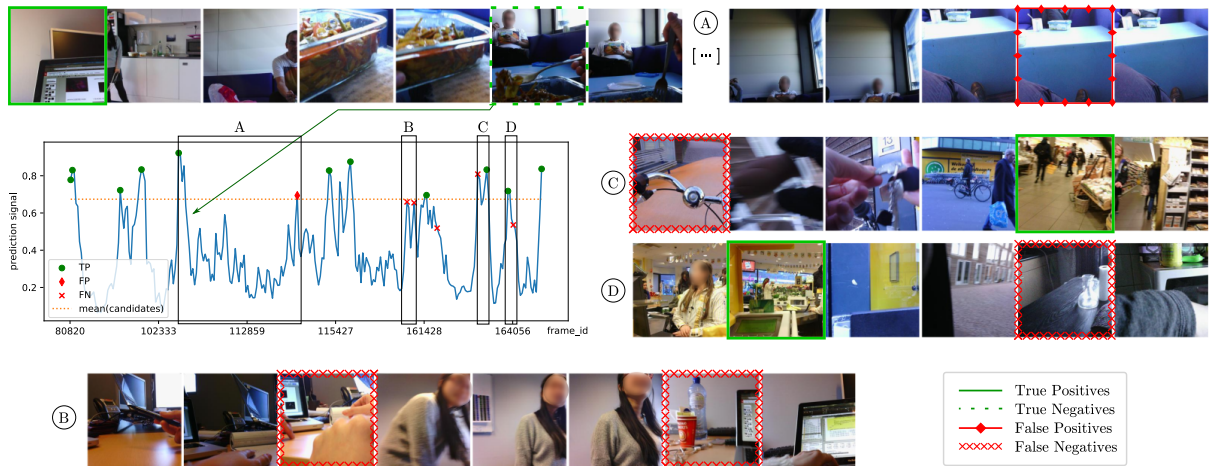 A
[ ··· ]
A
B
C
D
0.8
0.6
0.4
0.2
prediction signal
TP
FP
FN
mean(candidates)
80820
102333
112859
115427
161428
164056
frame_id
C
13
D
B
True Positives
True Negatives
False Positives
False Negatives